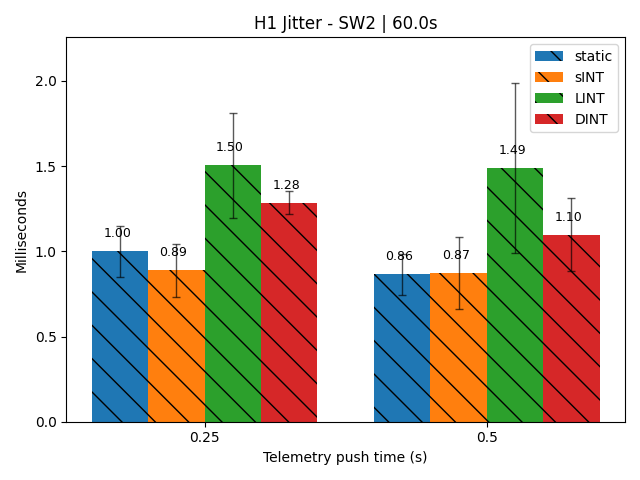 H1 Jitter - SW2 | 60.0s
static
sINT
LINT
DINT
Milliseconds
2.0
1.5
1.0
0.5
0.0
1.00
0.89
1.50
1.28
0.86
0.87
1.49
1.10
0.25
0.5
Telemetry push time (s)